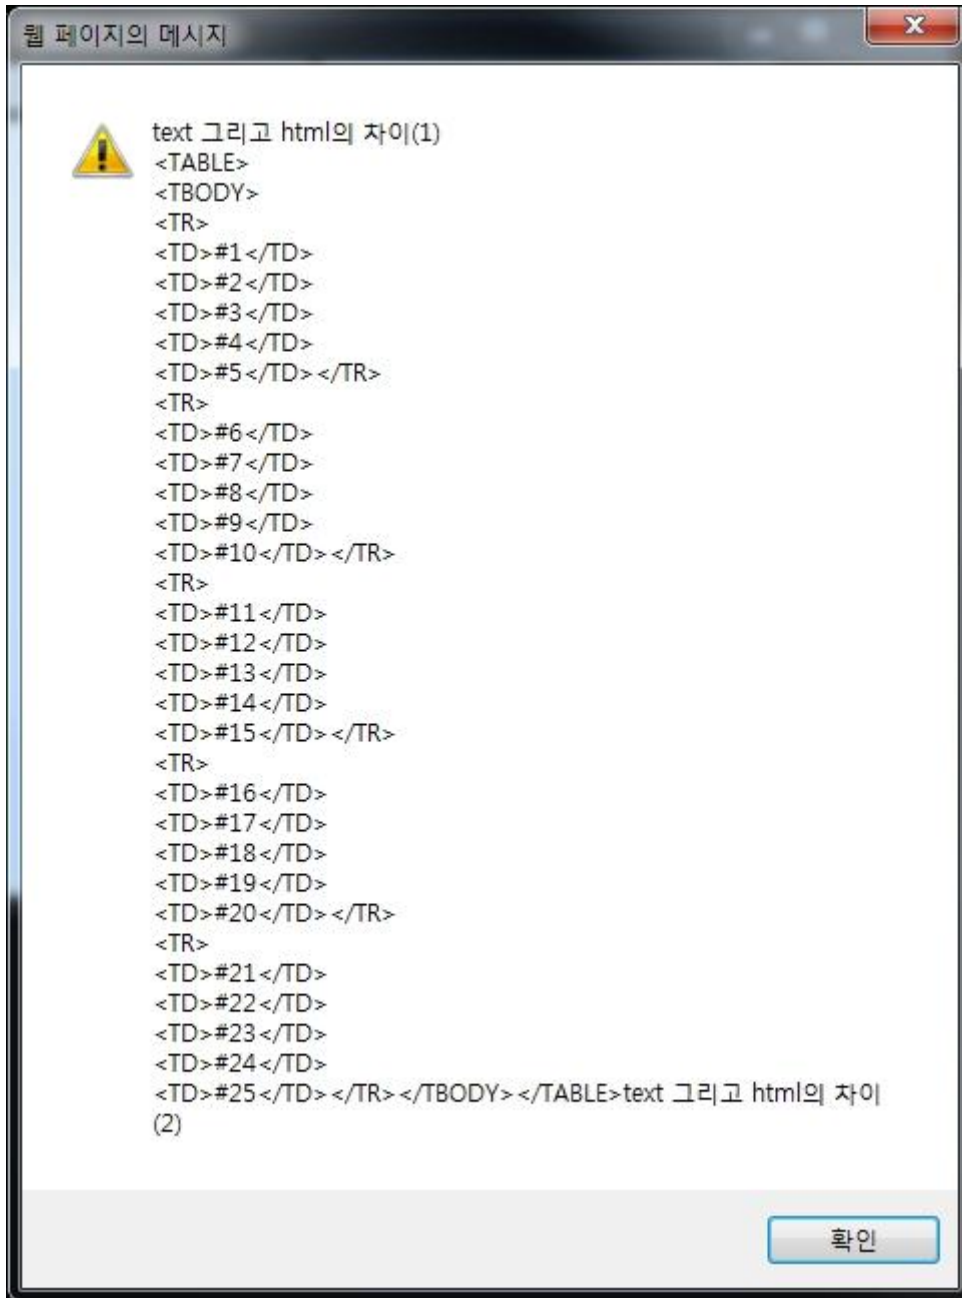 웹 페이지의 메시지
text 그리고 html의 차이(1)
<TABLE>
<TBODY>
<TR>
<TD>#1</TD>
<TD>#2</TD>
<TD>#3</TD>
<TD>#4</TD>
<TD>#5</TD></TR>
<TR>
<TD>#6</TD>
<TD>#7</TD>
<TD>#8</TD>
<TD>#9</TD>
<TD>#10</TD></TR>
<TR>
<TD>#11</TD>
<TD>#12</TD>
<TD>#13</TD>
<TD>#14</TD>
<TD>#15</TD></TR>
<TR>
<TD>#16</TD>
<TD>#17</TD>
<TD>#18</TD>
<TD>#19</TD>
<TD>#20</TD></TR>
<TR>
<TD>#21</TD>
<TD>#22</TD>
<TD>#23</TD>
<TD>#24</TD>
<TD>#25</TD></TR></TBODY></TABLE>text 그리고 html의 차이
(2)
확인